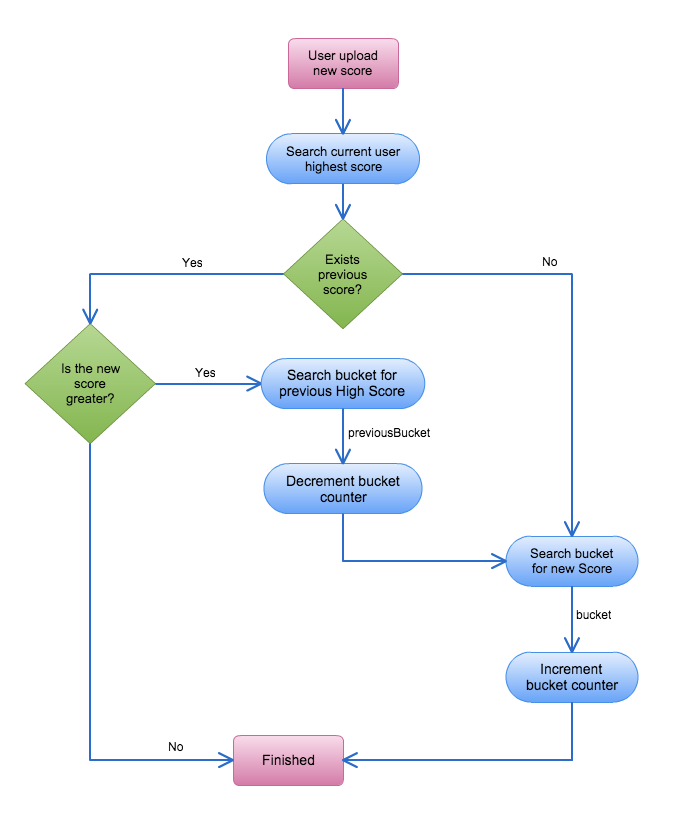 User upload
new score
Search current user
highest score
Exists
previous
score?
Yes
No
Is the new
score
greater?
Yes
Search bucket for
previous High Score
previousBucket
Decrement bucket
counter
Search bucket
for new Score
bucket
Increment
bucket counter
No
Finished